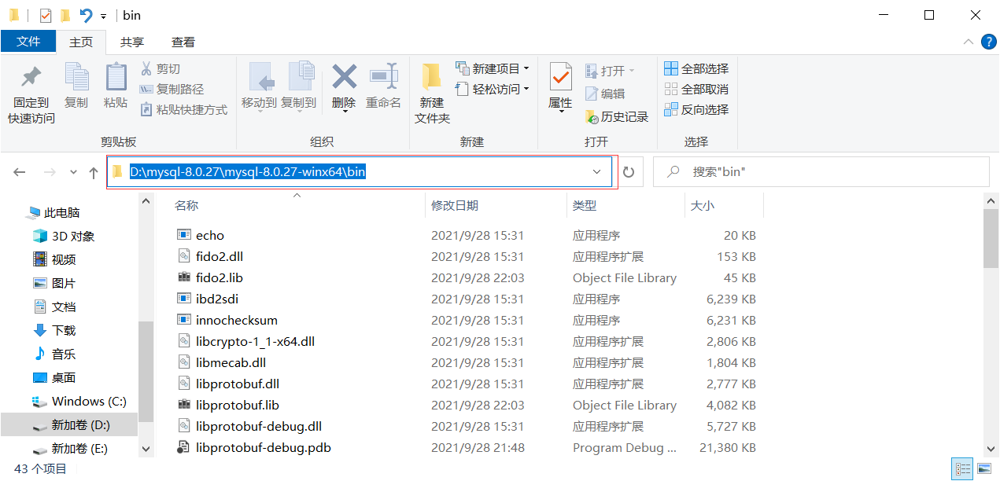 bin
文件 主页 共享 查看
固定到
快速访问
复制
粘贴
剪切
复制路径
粘贴快捷方式
剪贴板
移动到 复制到
删除 重命名
组织
新建
文件夹
新建项目
轻松访问
新建
属性
打开
编辑
历史记录
打开
全部选择
全部取消
反向选择
选择
D:\mysql-8.0.27\mysql-8.0.27-winx64\bin
搜索"bin"
此电脑
3D 对象
视频
图片
文档
下载
音乐
桌面
Windows (C:)
新加卷 (D:)
新加卷 (E:)
名称 修改日期 类型 大小
echo 2021/9/28 15:31 应用程序 20 KB
fido2.dll 2021/9/28 15:31 应用程序扩展 153 KB
fido2.lib 2021/9/28 22:03 Object File Library 45 KB
ibd2sdi 2021/9/28 15:31 应用程序 6,239 KB
innochecksum 2021/9/28 15:31 应用程序 6,231 KB
libcrypto-1_1-x64.dll 2021/9/28 15:31 应用程序扩展 2,806 KB
libmecab.dll 2021/9/28 15:31 应用程序扩展 1,804 KB
libprotobuf.dll 2021/9/28 15:31 应用程序扩展 2,777 KB
libprotobuf.lib 2021/9/28 22:03 Object File Library 4,082 KB
libprotobuf-debug.dll 2021/9/28 15:31 应用程序扩展 5,727 KB
libprotobuf-debug.pdb 2021/9/28 21:48 Program Debug ... 21,380 KB
43 个项目